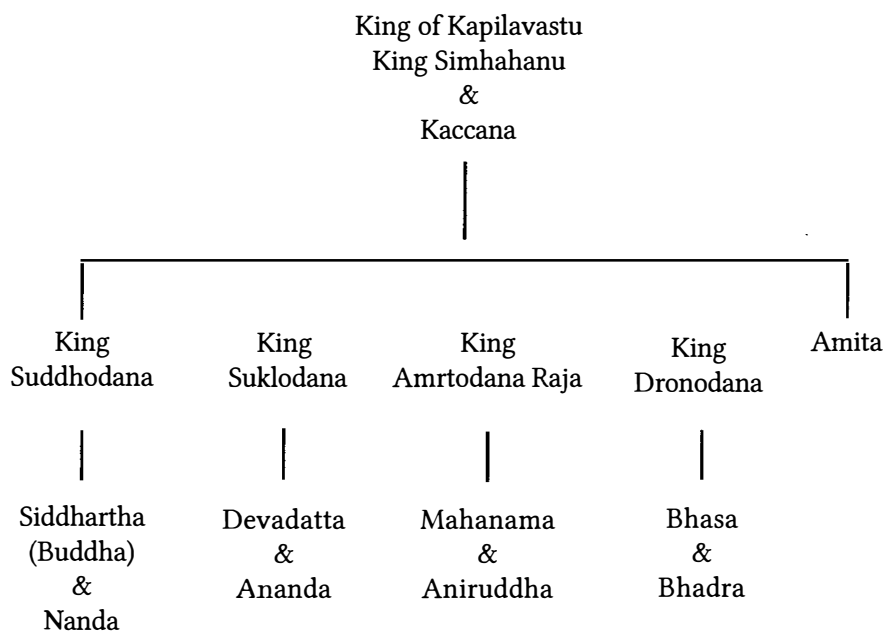 King of Kapilavastu
King Simhahanu
&
Kaccana
King
Suddhodana
King
Suklodana
King
Amrtodana Raja
King
Dronodana
Amita
Siddhartha
(Buddha)
&
Nanda
Devadatta
&
Ananda
Mahanama
&
Aniruddha
Bhasa
&
Bhadra